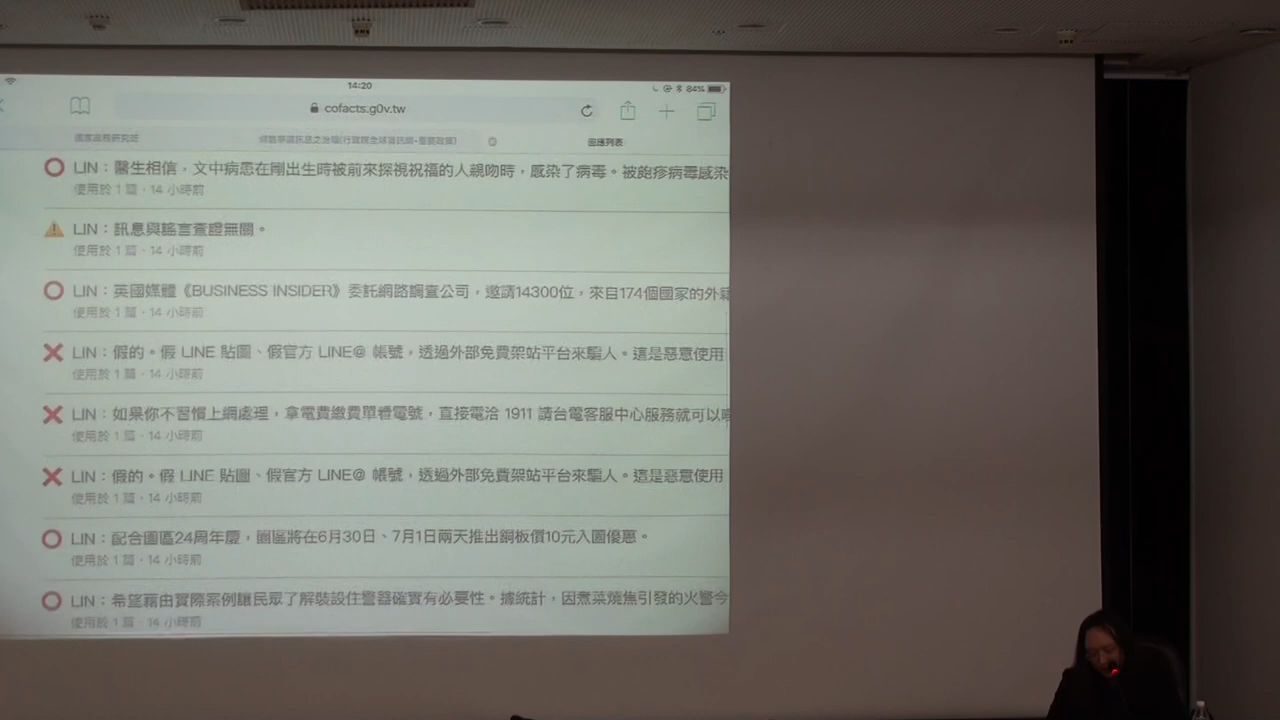 14:20
84%
cofacts.g0v.tw
國家政務研究班
回應列表
LIN:醫生相信,文中病患在剛出生時被前來探視祝福的人親吻時,感染了病毒。被皰疹病毒感染
使用於 1 篇・14 小時前
LIN:訊息與謠言查證無關。
使用於 1 篇・14 小時前
LIN:英國媒體《BUSINESS INSIDER》委託網路調查公司,邀請14300位,來自174個國家的外籍
使用於 1 篇・14 小時前
LIN:假的。假 LINE 貼圖、假官方 LINE@ 帳號,透過外部免費架站平台來騙人。這是惡意使用
使用於 1 篇・14 小時前
LIN:如果你不習慣上網處理,拿電費繳費單看電號,直接電洽 1911 請台電客服中心服務就可以
使用於 1 篇・14 小時前
LIN:假的。假 LINE 貼圖、假官方 LINE@ 帳號,透過外部免費架站平台來騙人。這是惡意使用
使用於 1 篇・14 小時前
LIN:配合園區24周年慶,園區將在6月30日、7月1日兩天推出銅板價10元入園優惠。
使用於 1 篇・14 小時前
LIN:希望藉由實際案例讓民眾了解裝設住警器確實有必要性。據統計,因煮菜燒焦引發的火警今
使用於 1 篇・14 小時前